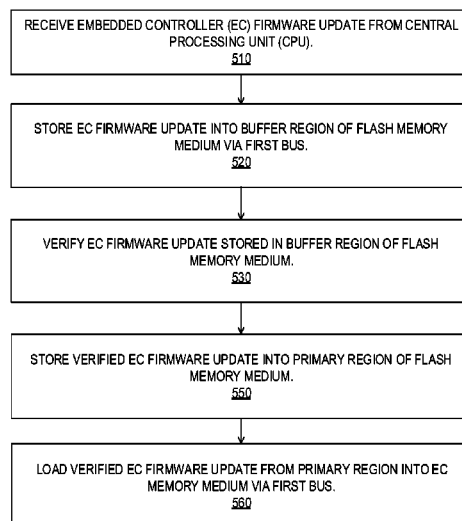 RECEIVE EMBEDDED CONTROLLER (EC) FIRMWARE UPDATE FROM CENTRAL
PROCESSING UNIT (CPU).
510
STORE EC FIRMWARE UPDATE INTO BUFFER REGION OF FLASH MEMORY
MEDIUM VIA FIRST BUS.
520
VERIFY EC FIRMWARE UPDATE STORED IN BUFFER REGION OF FLASH
MEMORY MEDIUM.
530
STORE VERIFIED EC FIRMWARE UPDATE INTO PRIMARY REGION OF FLASH
MEMORY MEDIUM.
550
LOAD VERIFIED EC FIRMWARE UPDATE FROM PRIMARY REGION INTO EC
MEMORY MEDIUM VIA FIRST BUS.
560